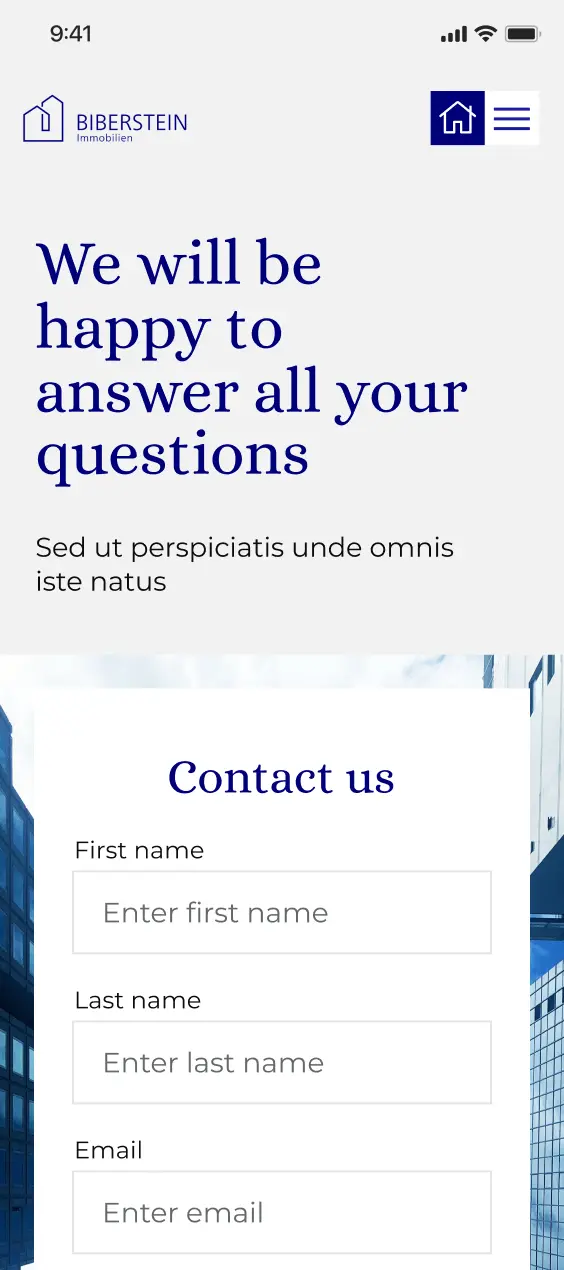 9:41
BIBERSTEIN
Immobilien
We will be
happy to
answer all your
questions
Sed ut perspiciatis unde omnis
iste natus
Contact us
First name
Enter first name
Last name
Enter last name
Email
Enter email